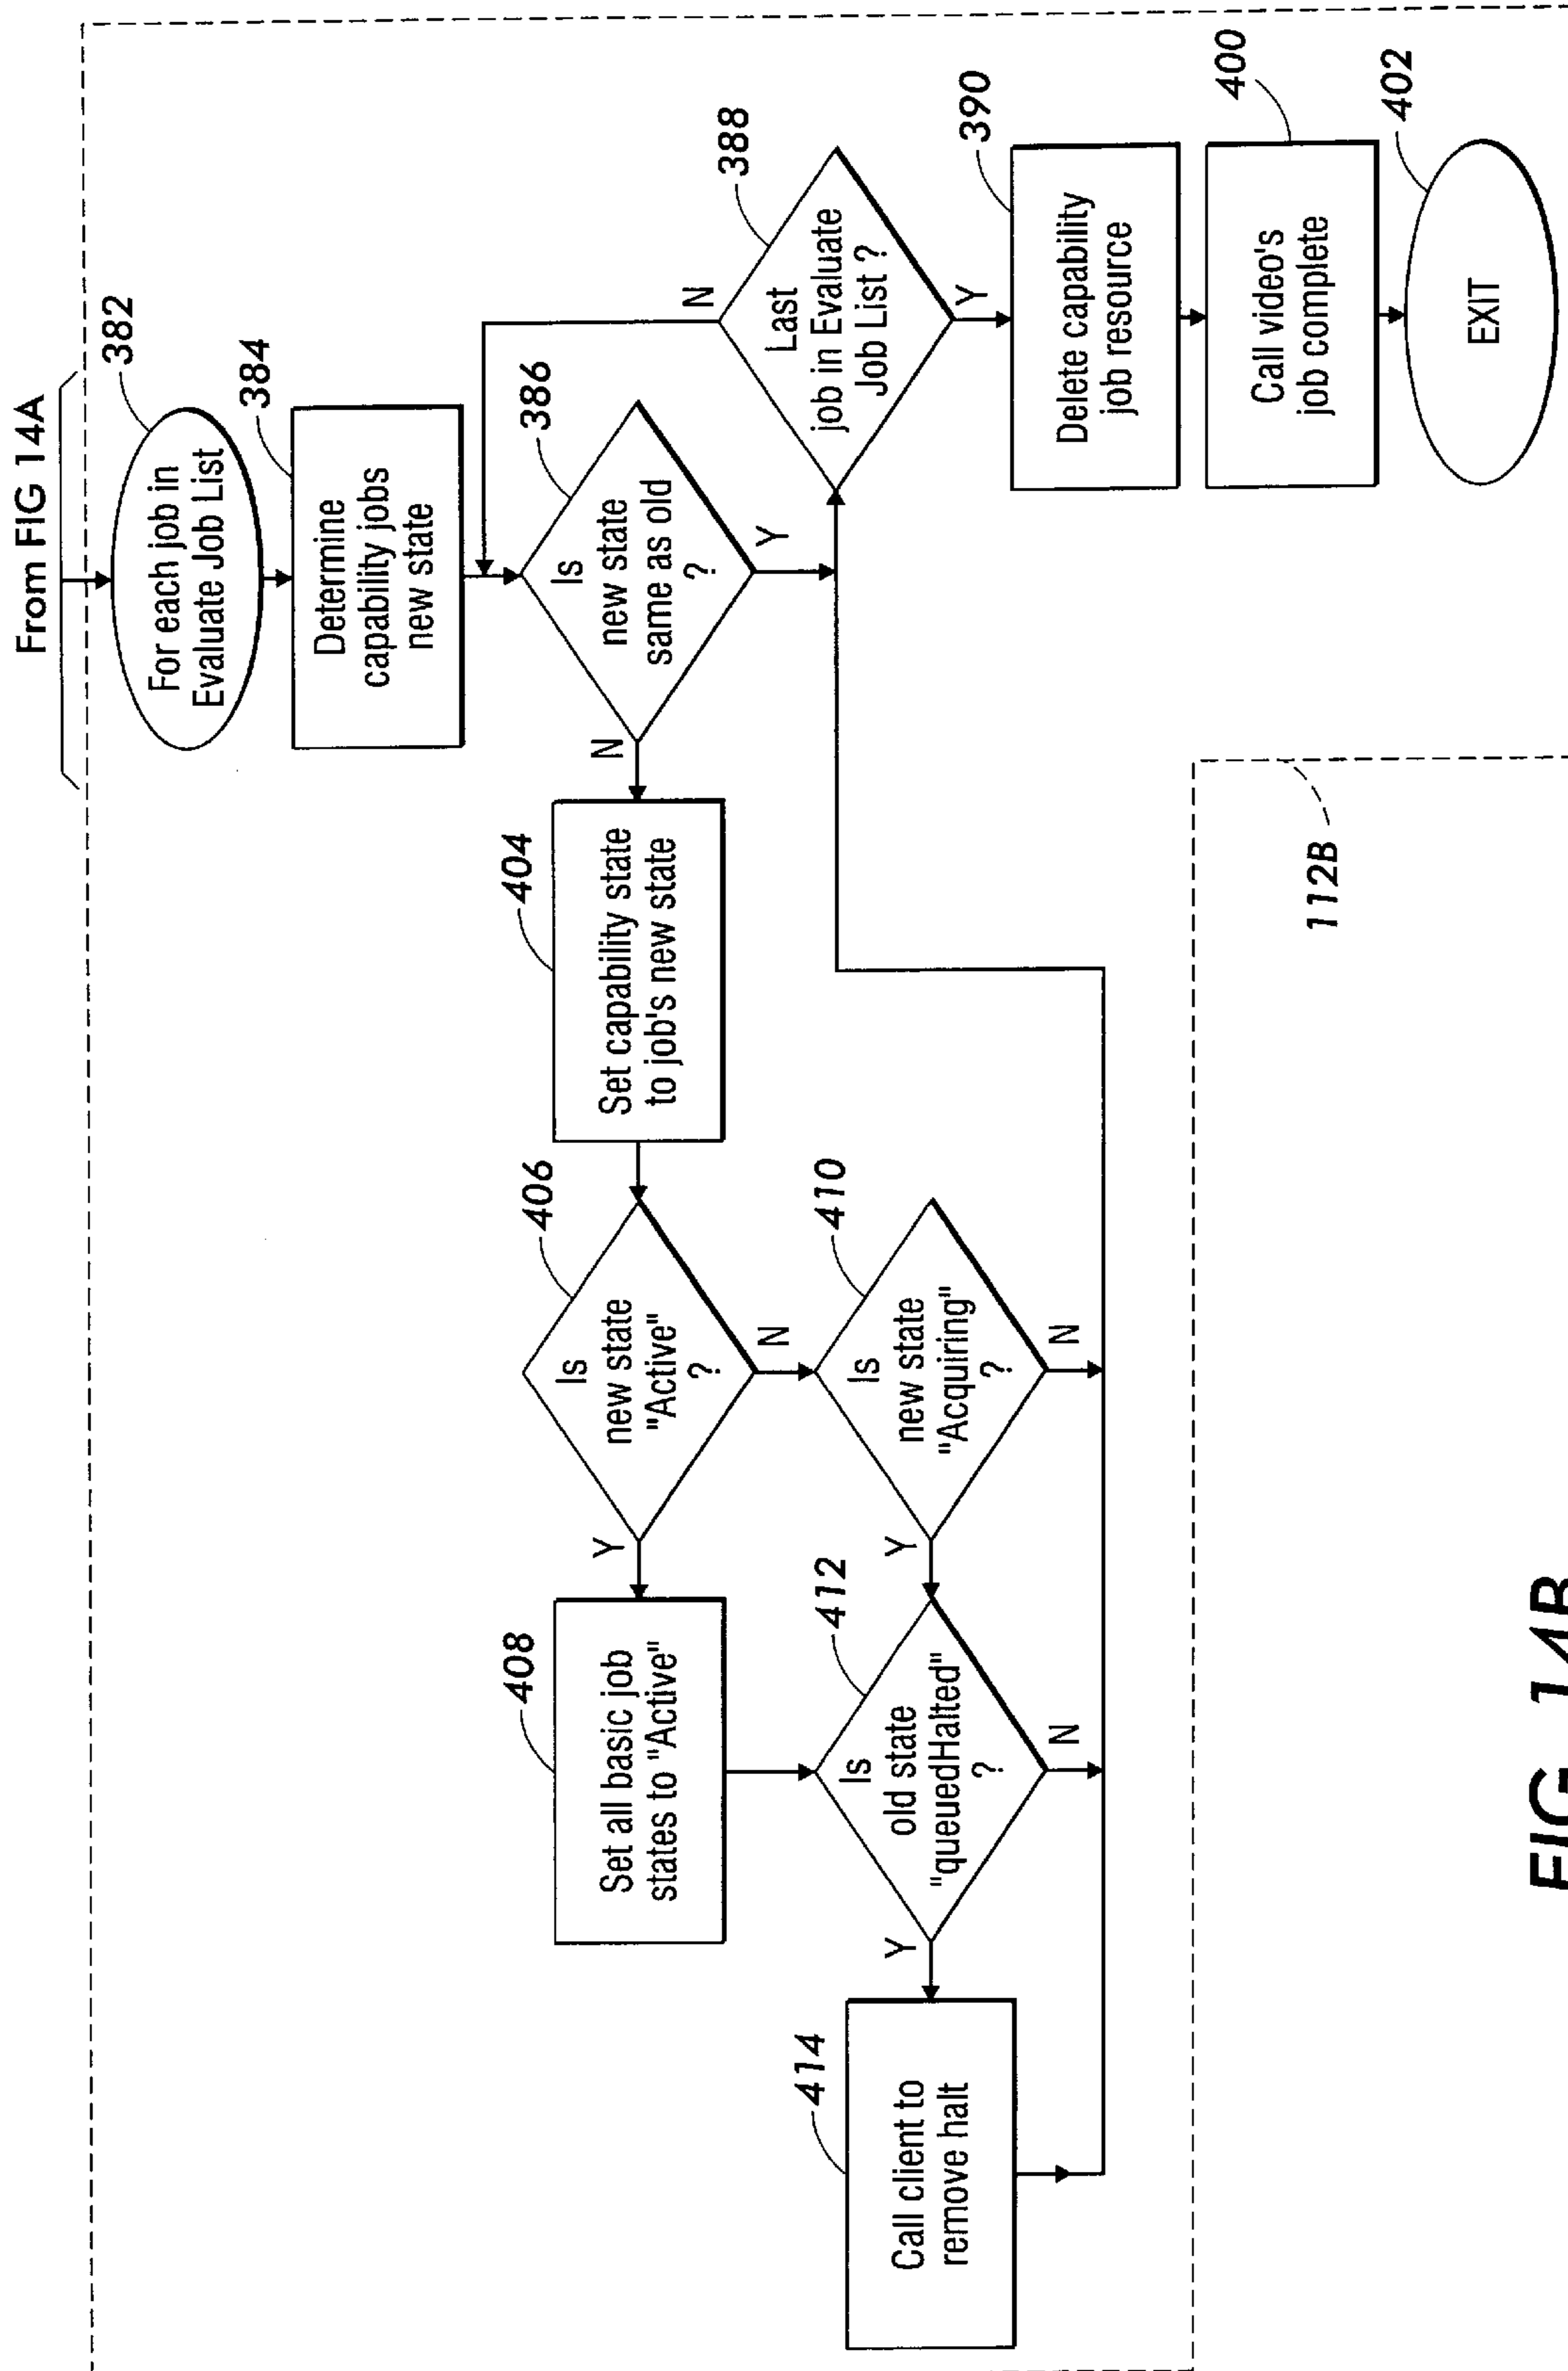 From FIG 14A
382
For each job in
Evaluate Job List
384
Determine
capability jobs
new state
386
Is
new state
same as old
?
N
Y
388
Last
job in Evaluate
Job List ?
N
Y
390
Delete capability
job resource
400
Call video's
job complete
402
EXIT
404
Set capability state
to job's new state
406
Is
new state
"Active"
?
Y
N
408
Set all basic job
states to "Active"
410
Is
new state
"Acquiring"
?
Y
N
412
Is
old state
"queuedHalted"
?
Y
N
414
Call client to
remove halt
112B
FIG. 14B